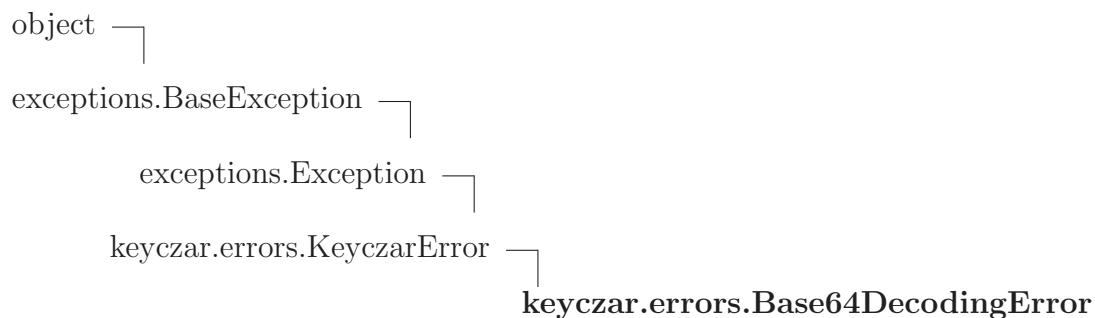 object
exceptions.BaseException
exceptions.Exception
keyczar.errors.KeyczarError
keyczar.errors.Base64DecodingError